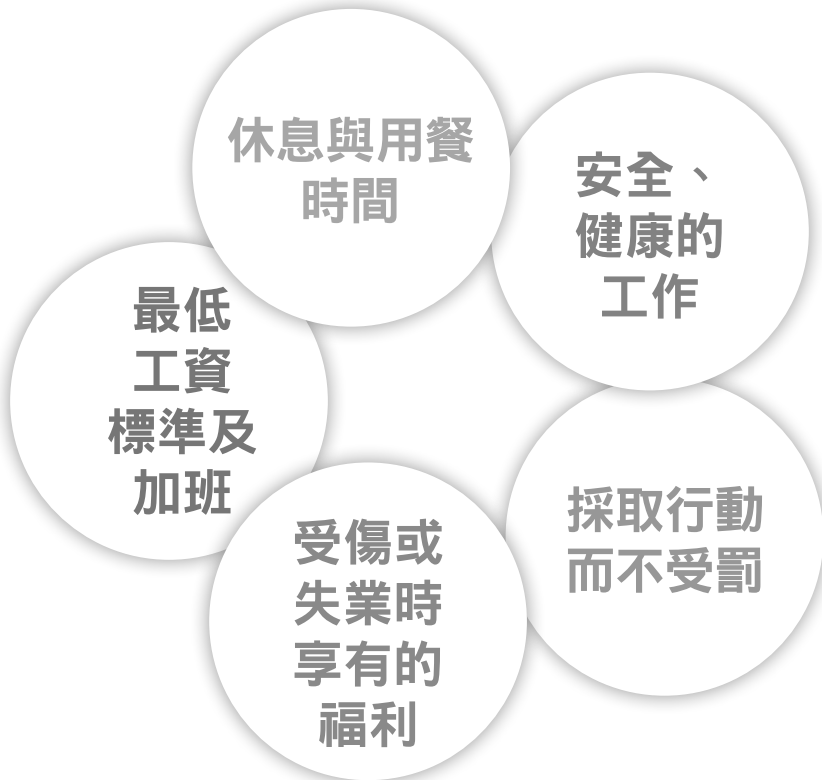 休息與用餐
時間
安全、
健康的
工作
最低
工資
標準及
加班
採取行動
而不受罰
受傷或
失業時
享有的
福利